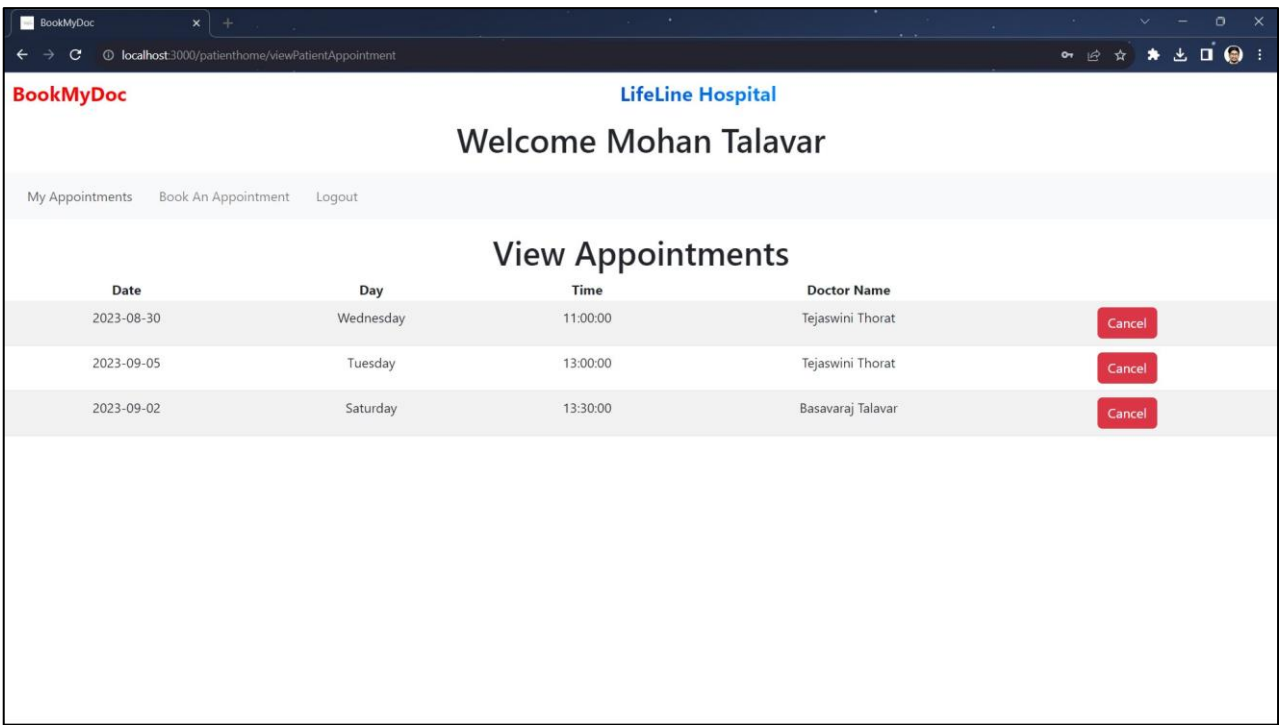 BookMyDoc
localhost:3000/patienthome/viewPatientAppointment
BookMyDoc LifeLine Hospital
Welcome Mohan Talavar
My Appointments Book An Appointment Logout
View Appointments
Date Day Time Doctor Name
2023-08-30 Wednesday 11:00:00 Tejaswini Thorat Cancel
2023-09-05 Tuesday 13:00:00 Tejaswini Thorat Cancel
2023-09-02 Saturday 13:30:00 Basavaraj Talavar Cancel